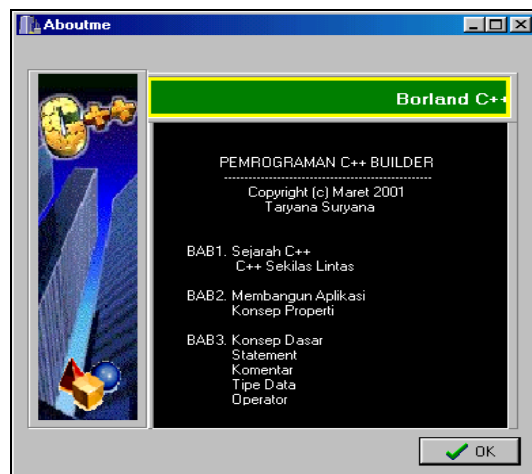 Aboutme
C++
Borland C++
PEMROGRAMAN C++ BUILDER
----------------------------------------------------
Copyright (c) Maret 2001
Taryana Suryana
BAB1. Sejarah C++
C++ Sekilas Lintas
BAB2. Membangun Aplikasi
Konsep Properti
BAB3. Konsep Dasar
Statement
Komentar
Tipe Data
Operator
OK